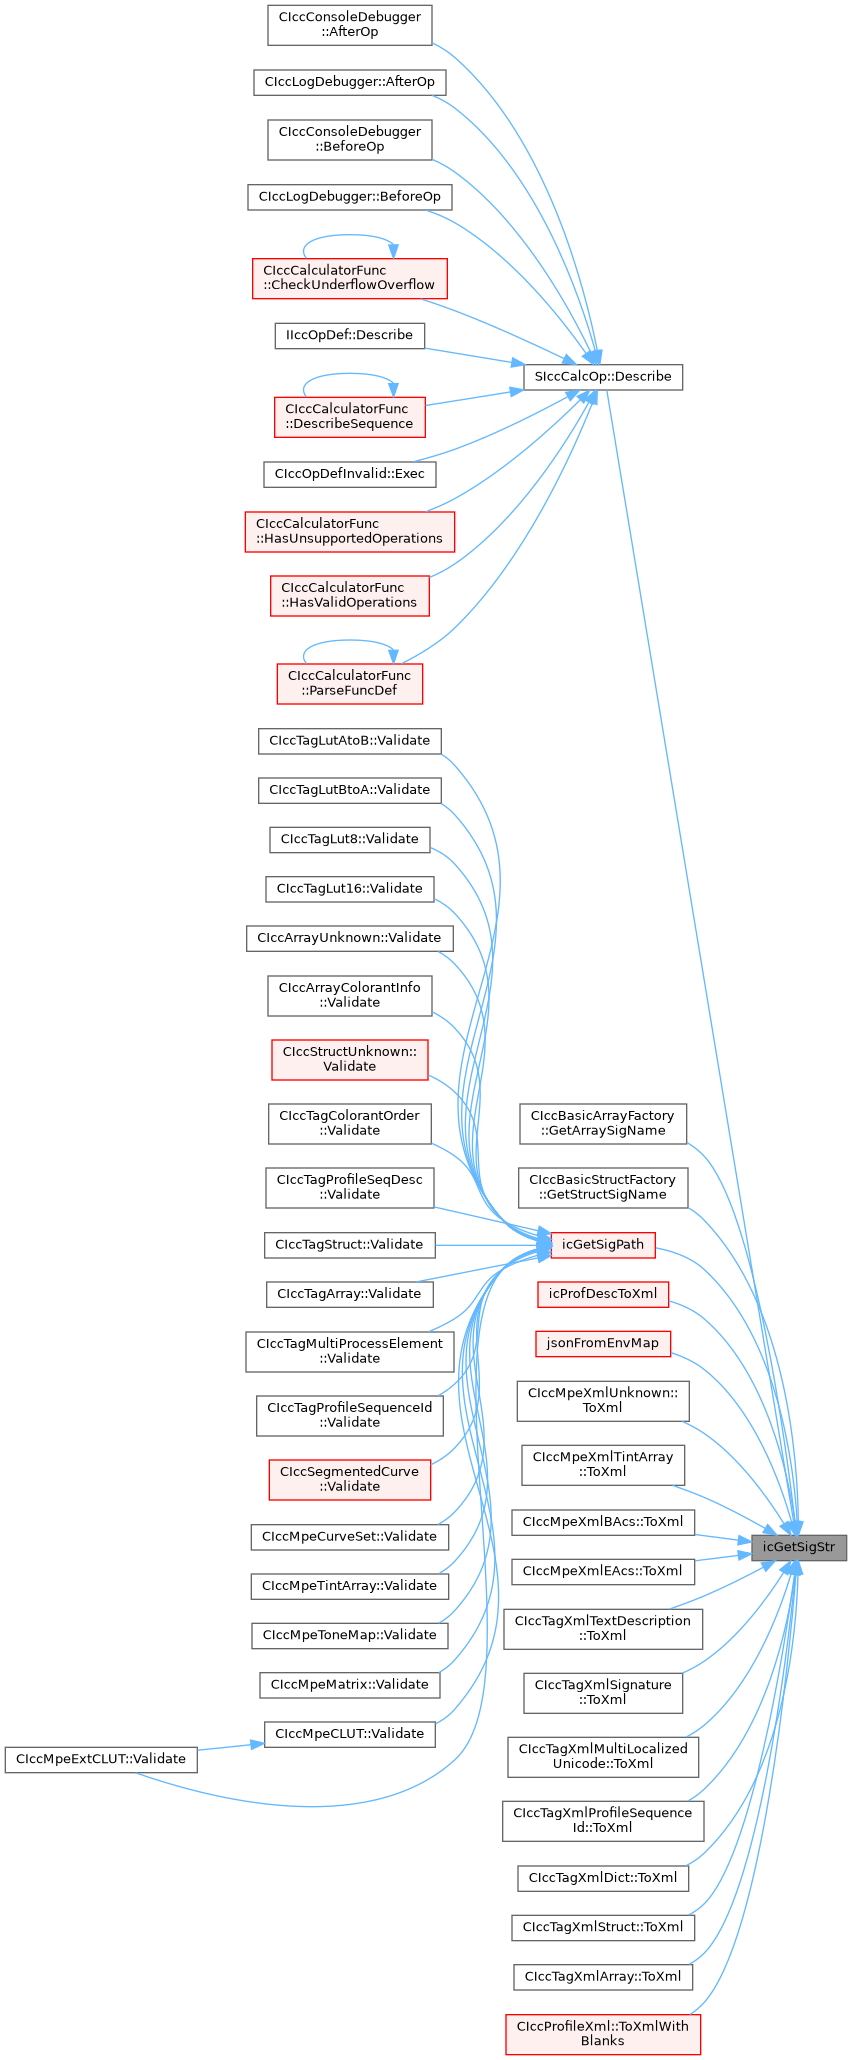 CIccConsoleDebugger
::AfterOp
CIccLogDebugger::AfterOp
CIccConsoleDebugger
::BeforeOp
CIccLogDebugger::BeforeOp
CIccCalculatorFunc
::CheckUnderflowOverflow
IIccOpDef::Describe
SIccCalcOp::Describe
CIccCalculatorFunc
::DescribeSequence
CIccOpDefInvalid::Exec
CIccCalculatorFunc
::HasUnsupportedOperations
CIccCalculatorFunc
::HasValidOperations
CIccCalculatorFunc
::ParseFuncDef
CIccTagLutAtoB::Validate
CIccTagLutBtoA::Validate
CIccTagLut8::Validate
CIccTagLut16::Validate
CIccArrayUnknown::Validate
CIccArrayColorantInfo
::Validate
CIccStructUnknown::
Validate
CIccTagColorantOrder
::Validate
CIccTagProfileSeqDesc
::Validate
CIccTagStruct::Validate
CIccTagArray::Validate
CIccTagMultiProcessElement
::Validate
CIccTagProfileSequenceId
::Validate
CIccSegmentedCurve
::Validate
CIccMpeCurveSet::Validate
CIccMpeTintArray::Validate
CIccMpeToneMap::Validate
CIccMpeMatrix::Validate
CIccMpeCLUT::Validate
CIccMpeExtCLUT::Validate
CIccBasicArrayFactory
::GetArraySigName
CIccBasicStructFactory
::GetStructSigName
icGetSigPath
icProfDescToXml
jsonFromEnvMap
CIccMpeXmlUnknown::
ToXml
CIccMpeXmlTintArray
::ToXml
CIccMpeXmlBAcs::ToXml
CIccMpeXmlEAcs::ToXml
CIccTagXmlTextDescription
::ToXml
CIccTagXmlSignature
::ToXml
CIccTagXmlMultiLocalized
Unicode::ToXml
CIccTagXmlProfileSequence
Id::ToXml
CIccTagXmlDict::ToXml
CIccTagXmlStruct::ToXml
CIccTagXmlArray::ToXml
CIccProfileXml::ToXmlWith
Blanks
icGetSigStr